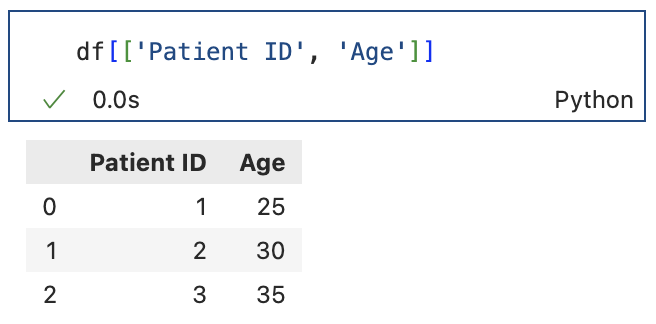 df[['Patient ID', 'Age']]
0.0s Python
Patient ID Age
0 1 25
1 2 30
2 3 35